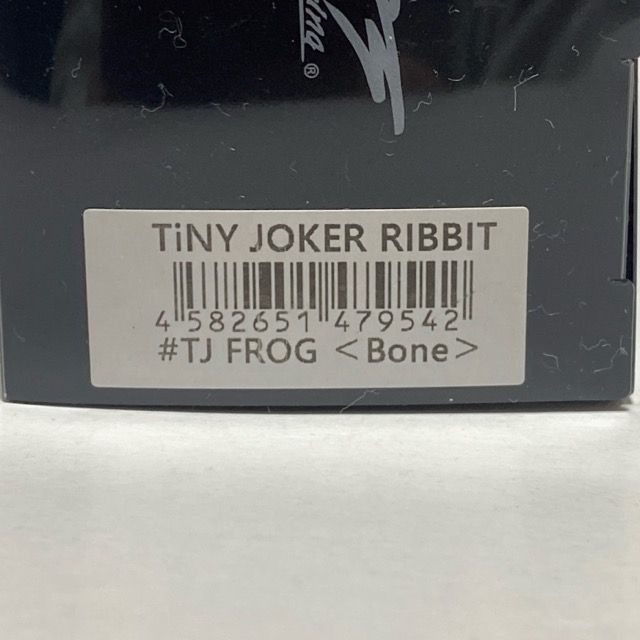 ®
TiNY JOKER RIBBIT
4 582651 479542
#TJ FROG <Bone>